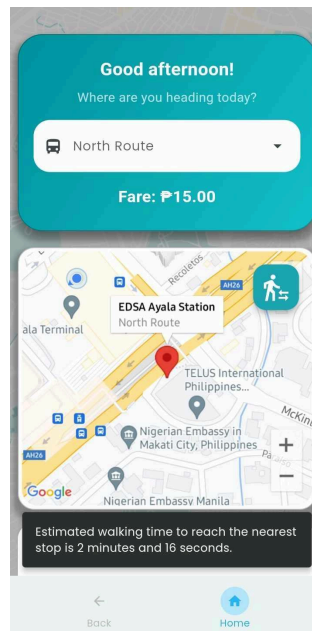 Good afternoon!
Where are you heading today?
North Route
Fare: ₱15.00
Recoletos
AH26
EDSA Ayala Station
North Route
ala Terminal
TELUS International
Philippines...
McKin
Nigerian Embassy in
Makati City, Philippines
+
AH26
−
Google
Nigerian Embassy Manila
Estimated walking time to reach the nearest
stop is 2 minutes and 16 seconds.
Back
Home